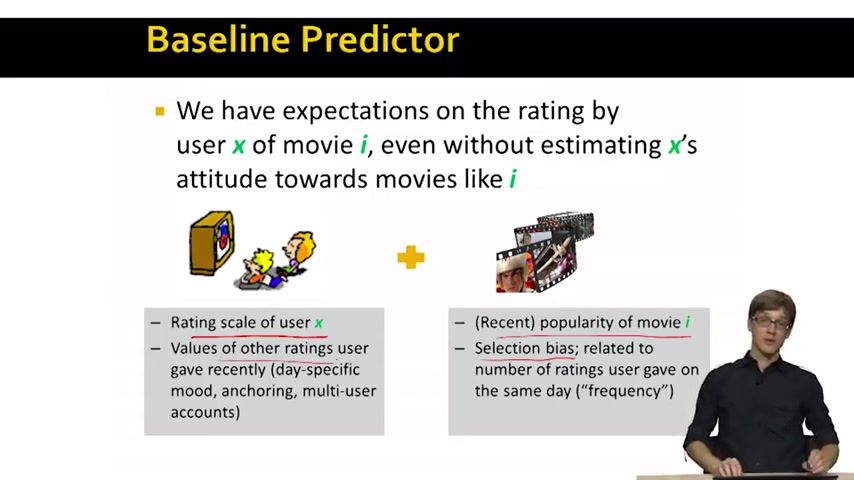 Baseline Predictor
We have expectations on the rating by
user x of movie i, even without estimating x's
attitude towards movies like i
– Rating scale of user x
– Values of other ratings user
gave recently (day-specific
mood, anchoring, multi-user
accounts)
– (Recent) popularity of movie i
– Selection bias; related to
number of ratings user gave on
the same day ("frequency")